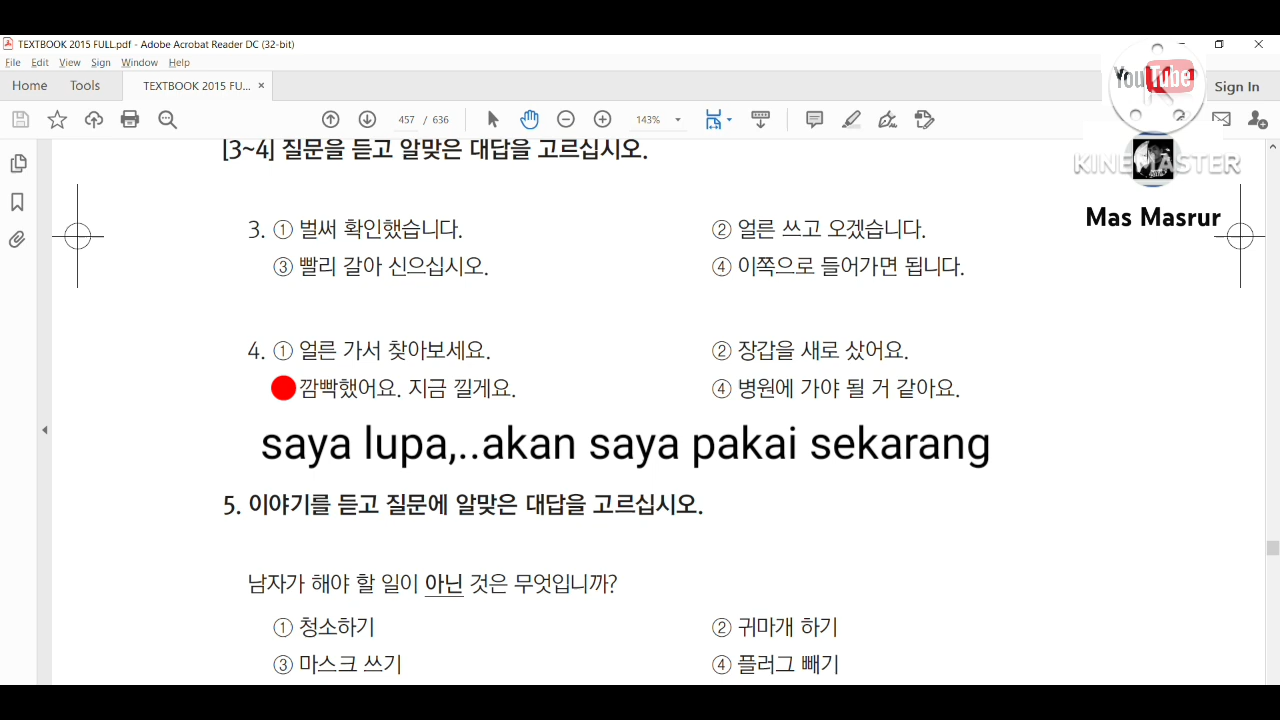 TEXTBOOK 2015 FULL.pdf - Adobe Acrobat Reader DC (32-bit)
File Edit View Sign Window Help
Home Tools TEXTBOOK 2015 FU... × Sign In
457 / 636 143%
YouTube
KINEMASTER
Mas Masrur
[3~4] 질문을 듣고 알맞은 대답을 고르십시오.
3. ① 벌써 확인했습니다. ② 얼른 쓰고 오겠습니다.
③ 빨리 갈아 신으십시오. ④ 이쪽으로 들어가면 됩니다.
4. ① 얼른 가서 찾아보세요. ② 장갑을 새로 샀어요.
깜빡했어요. 지금 낄게요. ④ 병원에 가야 될 거 같아요.
saya lupa,..akan saya pakai sekarang
5. 이야기를 듣고 질문에 알맞은 대답을 고르십시오.
남자가 해야 할 일이 아닌 것은 무엇입니까?
① 청소하기 ② 귀마개 하기
③ 마스크 쓰기 ④ 플러그 빼기